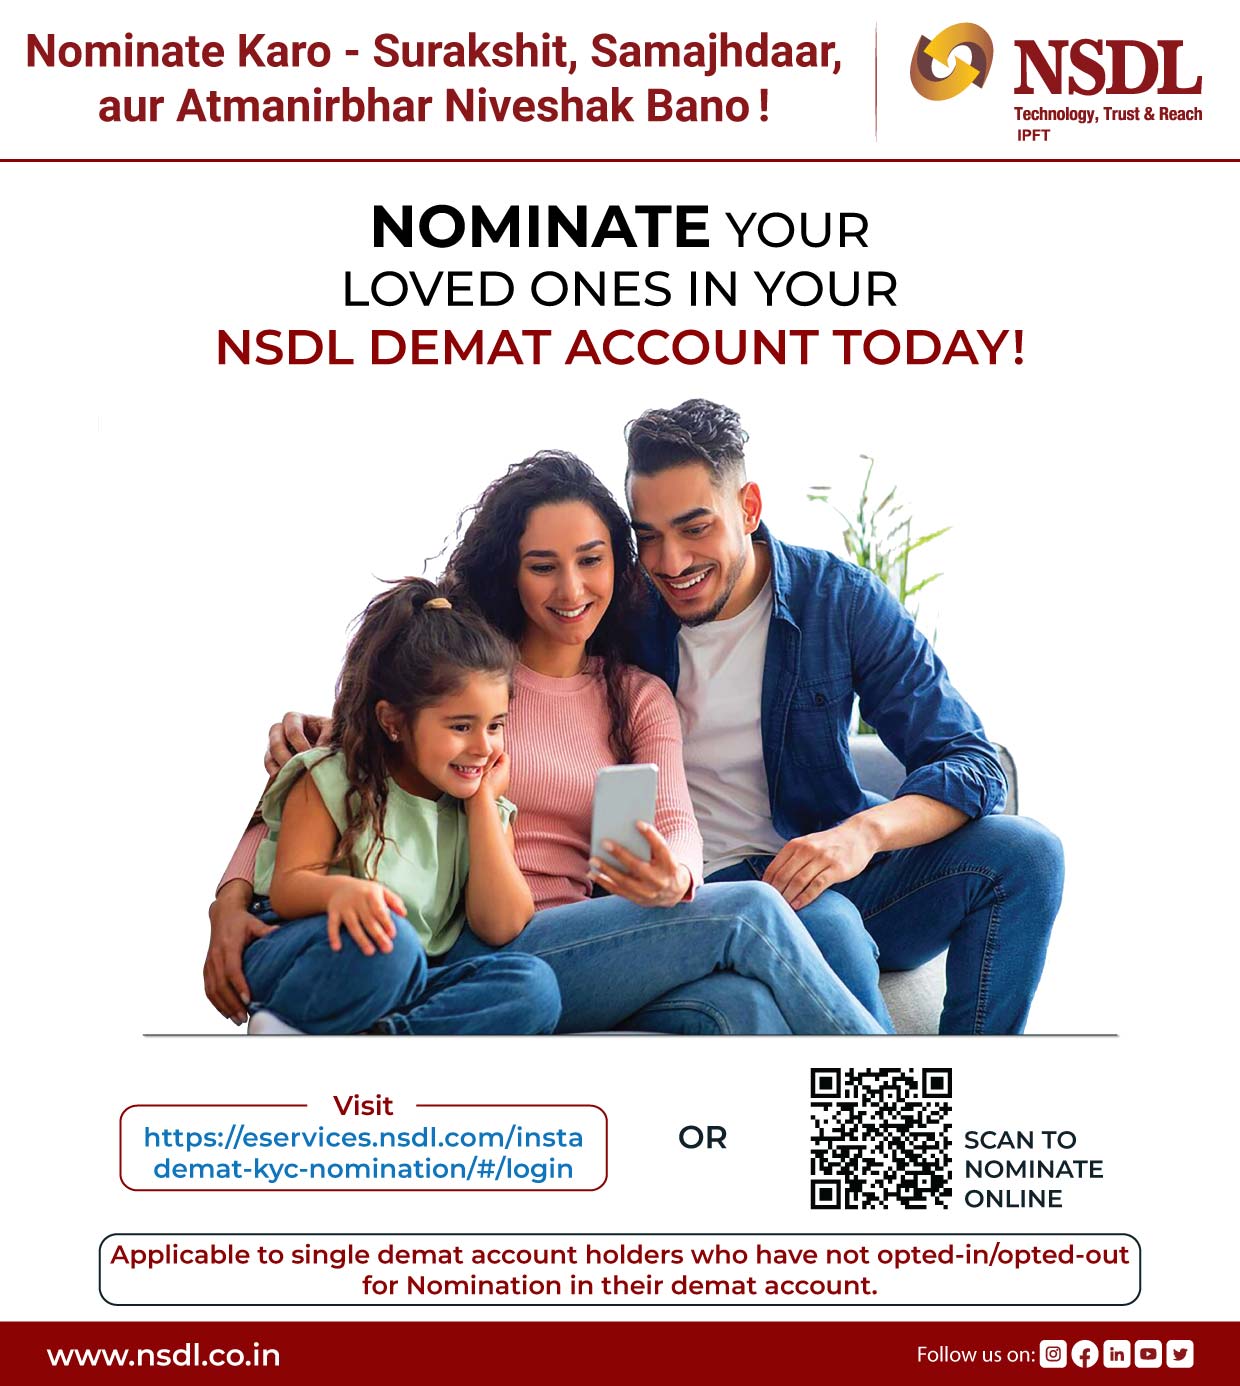 Nominate Karo - Surakshit, Samajhdaar,
aur Atmanirbhar Niveshak Bano !
NSDL
Technology, Trust & Reach
IPFT
NOMINATE YOUR
LOVED ONES IN YOUR
NSDL DEMAT ACCOUNT TODAY!
Visit
https://eservices.nsdl.com/insta
demat-kyc-nomination/#/login
OR
SCAN TO
NOMINATE
ONLINE
Applicable to single demat account holders who have not opted-in/opted-out
for Nomination in their demat account.
www.nsdl.co.in
Follow us on: